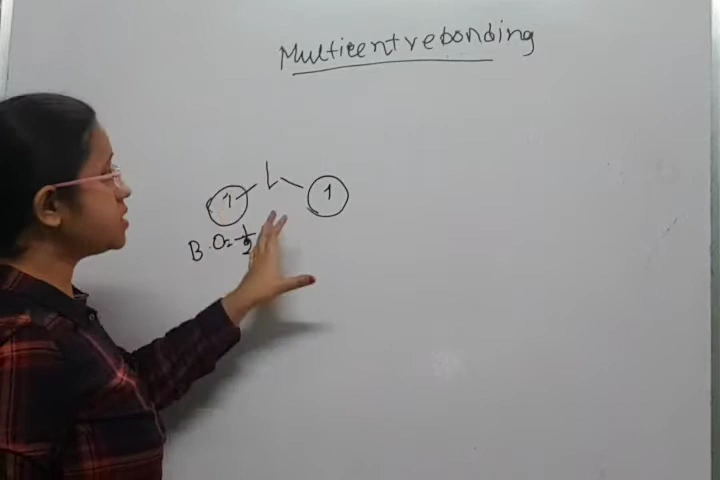 Multicentrebonding
L
1 1
B.O = 1/2